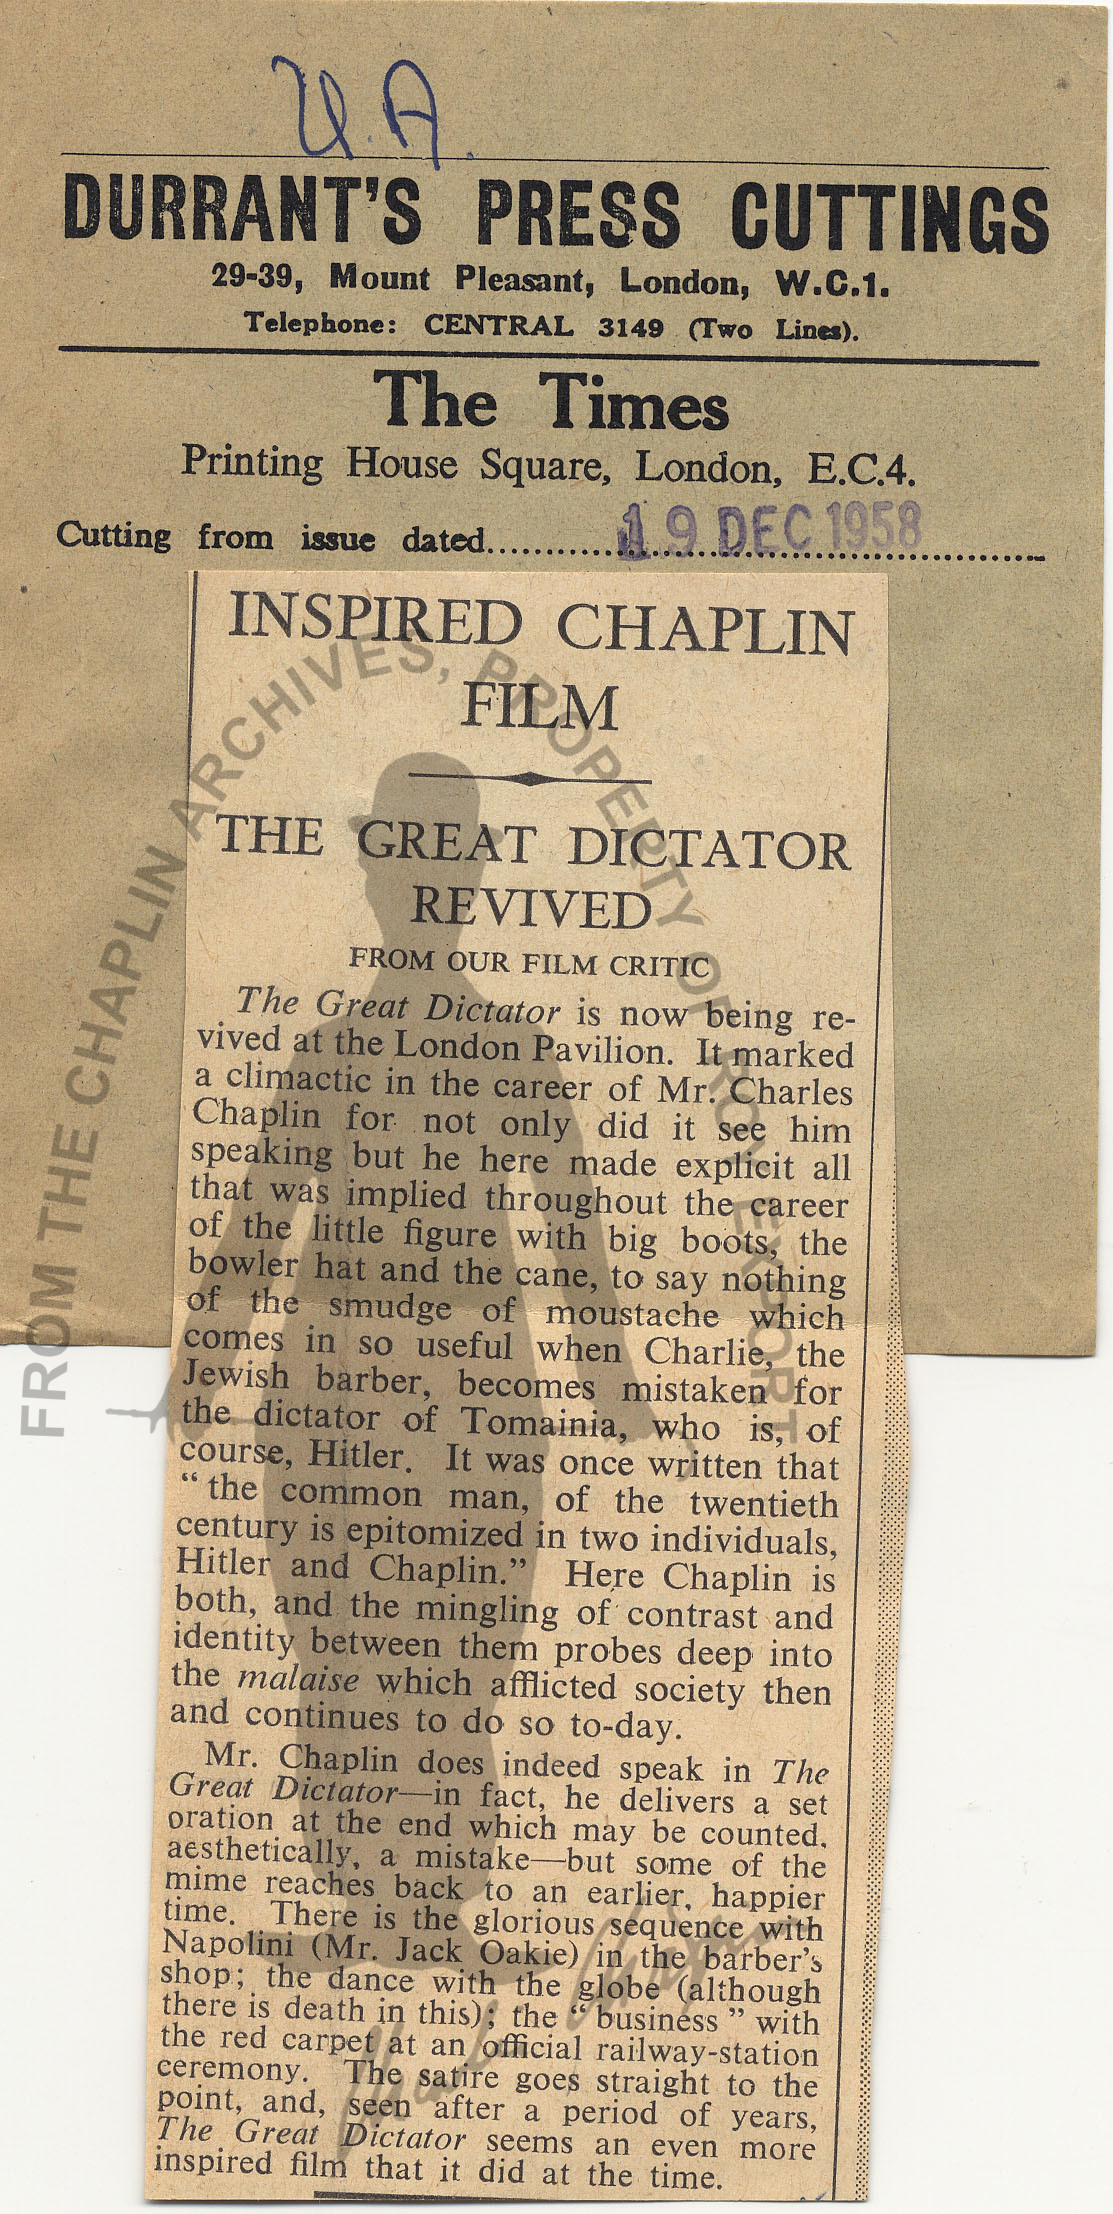 U.A.
DURRANT'S PRESS CUTTINGS
29-39, Mount Pleasant, London, W.C.1.
Telephone: CENTRAL 3149 (Two Lines).
The Times
Printing House Square, London, E.C.4.
Cutting from issue dated 19 DEC 1958
INSPIRED CHAPLIN
FILM
THE GREAT DICTATOR
REVIVED
FROM OUR FILM CRITIC
The Great Dictator is now being re-
vived at the London Pavilion. It marked
a climactic in the career of Mr. Charles
Chaplin for not only did it see him
speaking but he here made explicit all
that was implied throughout the career
of the little figure with big boots, the
bowler hat and the cane, to say nothing
of the smudge of moustache which
comes in so useful when Charlie, the
Jewish barber, becomes mistaken for
the dictator of Tomainia, who is, of
course, Hitler. It was once written that
"the common man, of the twentieth
century is epitomized in two individuals,
Hitler and Chaplin." Here Chaplin is
both, and the mingling of contrast and
identity between them probes deep into
the malaise which afflicted society then
and continues to do so to-day.
Mr. Chaplin does indeed speak in The
Great Dictator—in fact, he delivers a set
oration at the end which may be counted,
aesthetically, a mistake—but some of the
mime reaches back to an earlier, happier
time. There is the glorious sequence with
Napolini (Mr. Jack Oakie) in the barber's
shop; the dance with the globe (although
there is death in this); the "business" with
the red carpet at an official railway-station
ceremony. The satire goes straight to the
point, and, seen after a period of years,
The Great Dictator seems an even more
inspired film that it did at the time.
FROM THE CHAPLIN ARCHIVES, PROPERTY OF ROY EXPORT